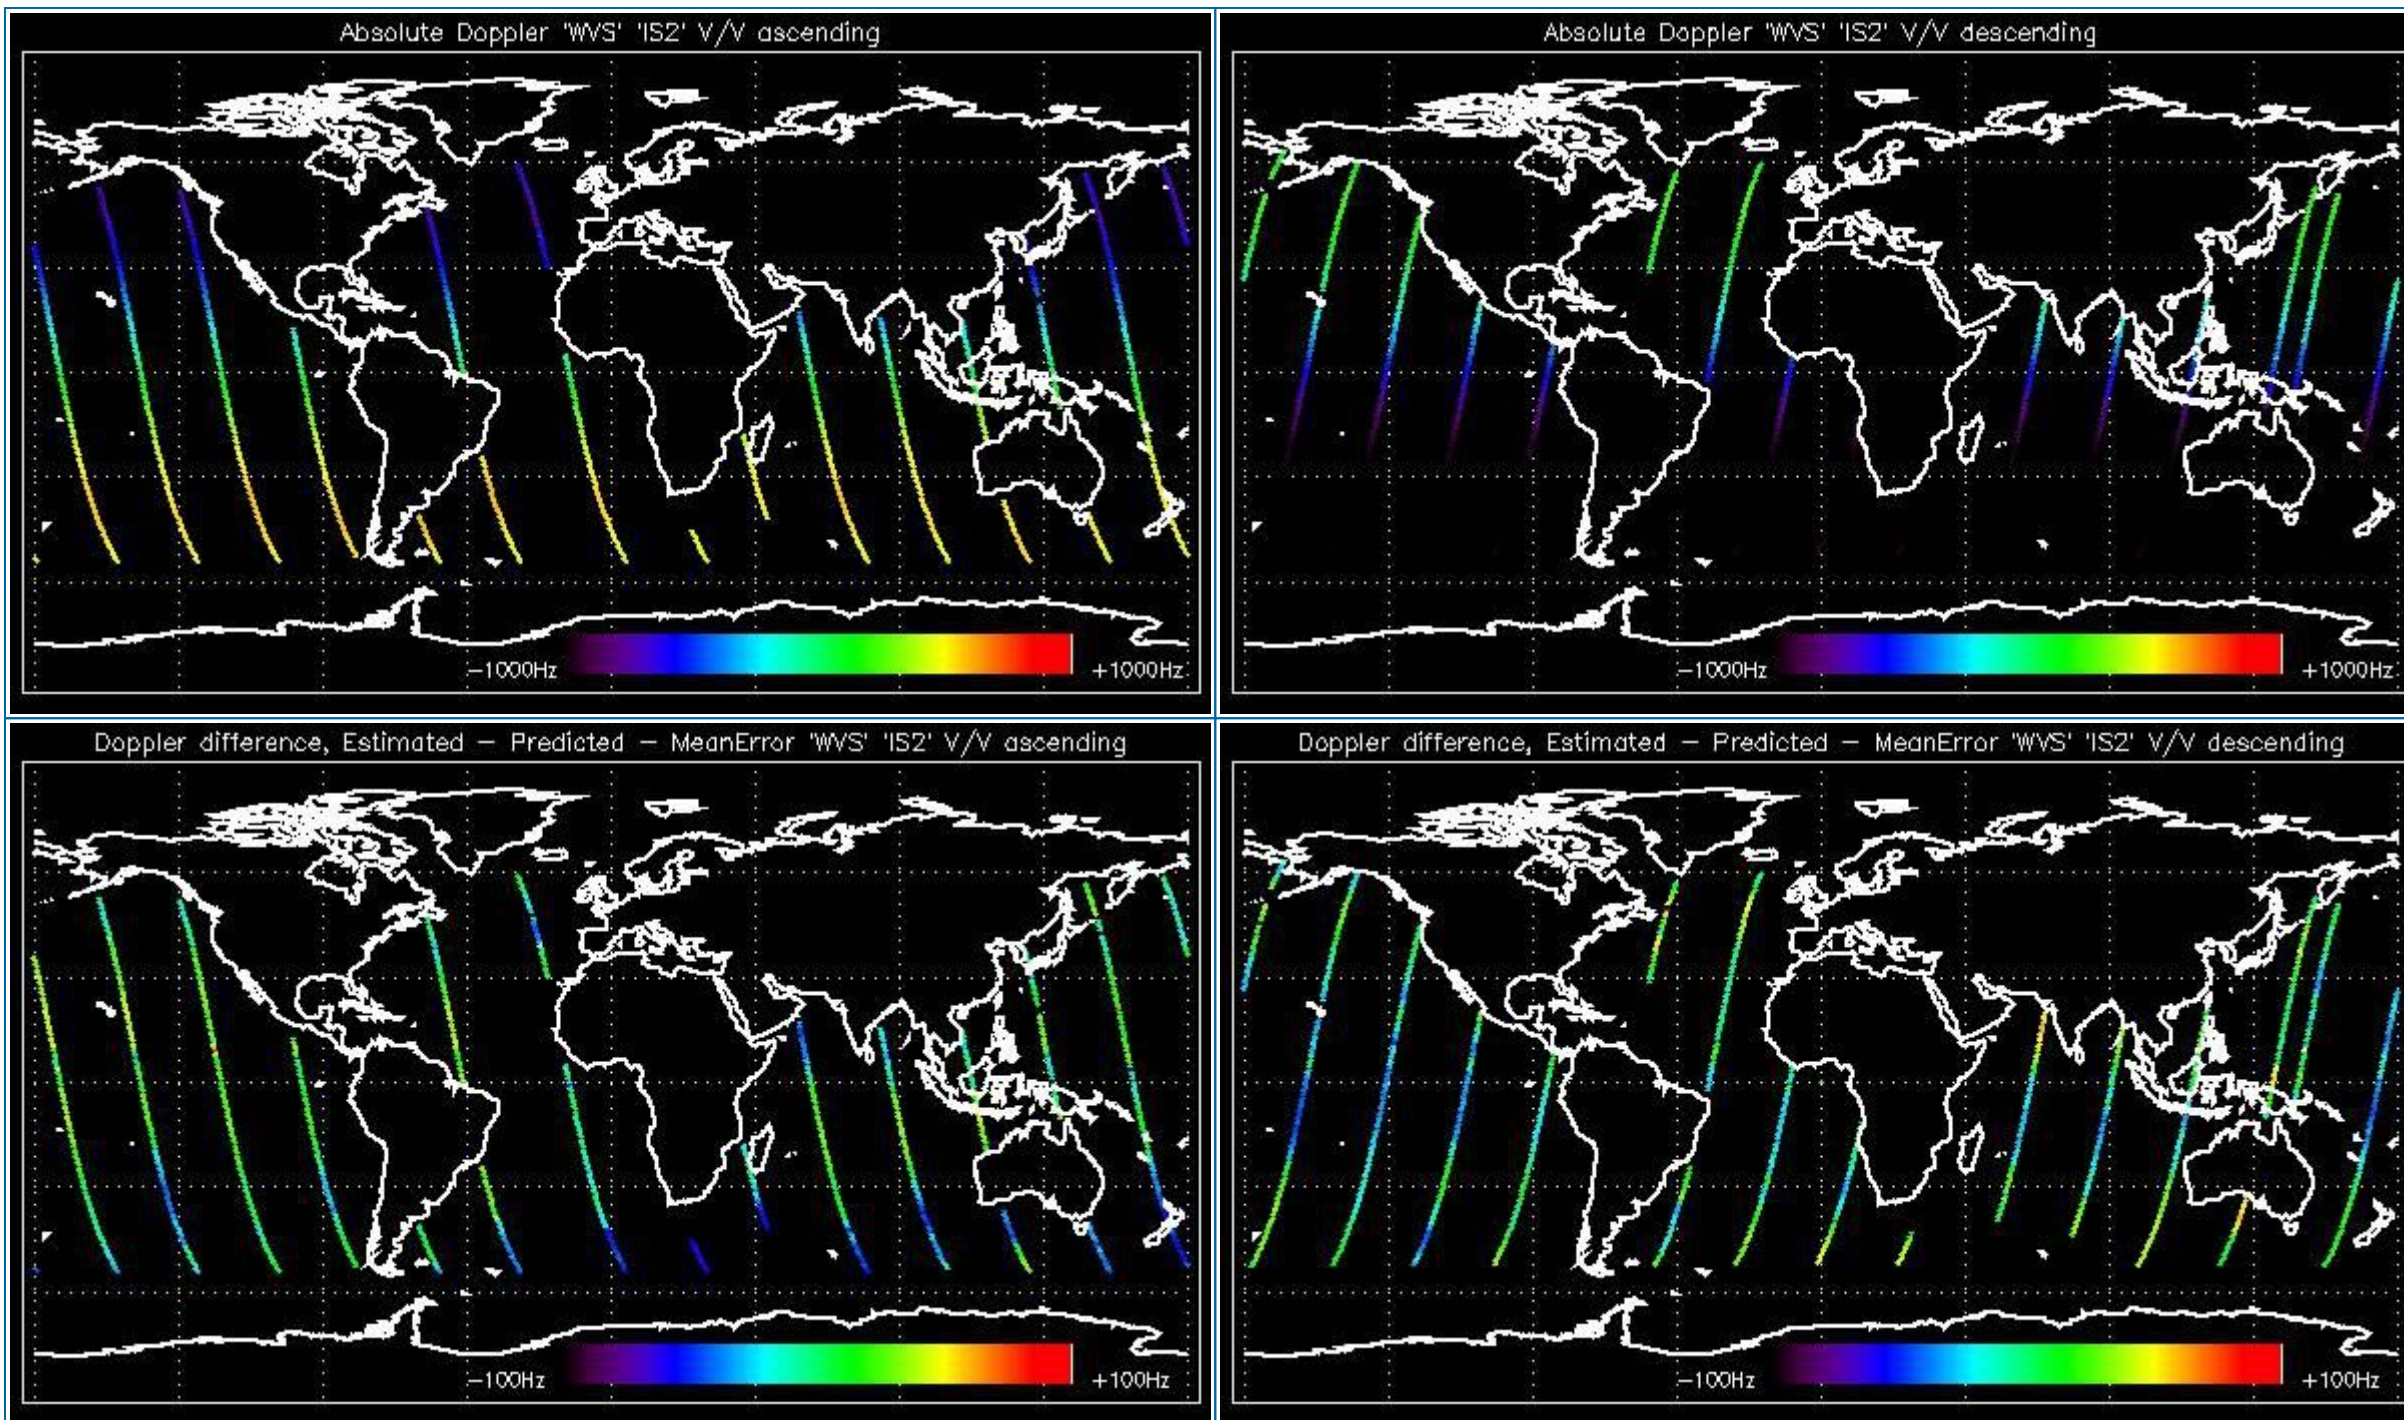 Absolute Doppler 'WVS' 'IS2' V/V ascending
-1000Hz
+1000Hz
Absolute Doppler 'WVS' 'IS2' V/V descending
-1000Hz
+1000Hz
Doppler difference, Estimated - Predicted - MeanError 'WVS' 'IS2' V/V ascending
-100Hz
+100Hz
Doppler difference, Estimated - Predicted - MeanError 'WVS' 'IS2' V/V descending
-100Hz
+100Hz